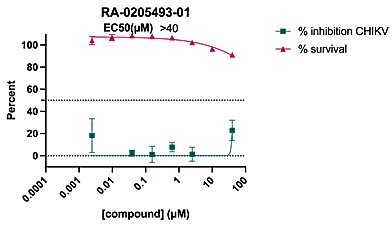 RA-0205493-01
EC50(µM) >40
% inhibition CHIKV
% survival
Percent
100
80
60
40
20
0
0.0001
0.001
0.01
0.1
1
10
100
[compound] (µM)